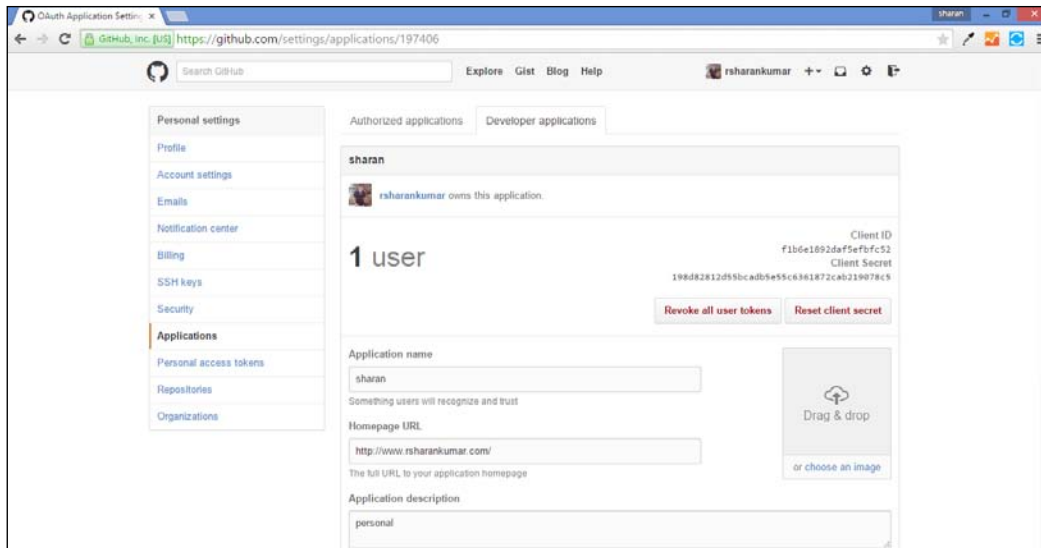 OAuth Application Setting
sharan
GitHub, Inc. [US] https://github.com/settings/applications/197406
Search GitHub
Explore Gist Blog Help
rsharankumar
Personal settings
Profile
Account settings
Emails
Notification center
Billing
SSH keys
Security
Applications
Personal access tokens
Repositories
Organizations
Authorized applications
Developer applications
sharan
rsharankumar owns this application.
1 user
Client ID
f1b6e1892daf5efbfc52
Client Secret
198d82812d55bcadb5e55c6361872cab219078c5
Revoke all user tokens
Reset client secret
Application name
sharan
Something users will recognize and trust
Homepage URL
http://www.rsharankumar.com/
The full URL to your application homepage
Application description
personal
Drag & drop
or choose an image